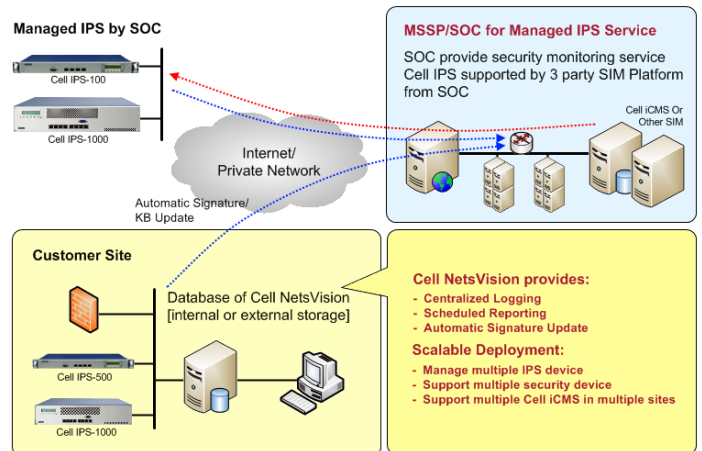 Managed IPS by SOC
Cell IPS-100
Cell IPS-1000
MSSP/SOC for Managed IPS Service
SOC provide security monitoring service
Cell IPS supported by 3 party SIM Platform
from SOC
Cell iCMS Or
Other SIM
Internet/
Private Network
Automatic Signature/
KB Update
Customer Site
Database of Cell NetsVision
[internal or external storage]
Cell IPS-500
Cell IPS-1000
Cell NetsVision provides:
- Centralized Logging
- Scheduled Reporting
- Automatic Signature Update
Scalable Deployment:
- Manage multiple IPS device
- Support multiple security device
- Support multiple Cell iCMS in multiple sites